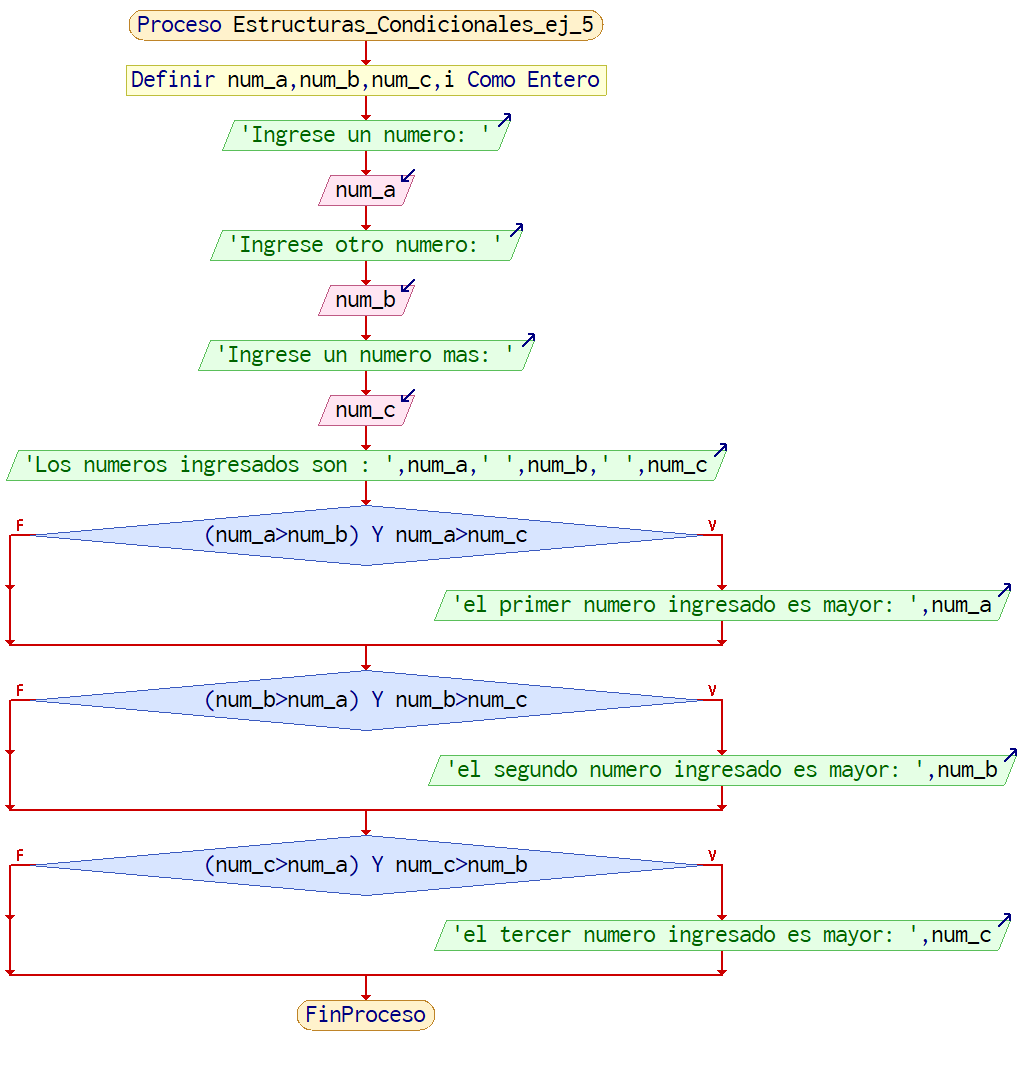 Proceso Estructuras_Condicionales_ej_5
Definir num_a,num_b,num_c,i Como Entero
'Ingrese un numero: '
num_a
'Ingrese otro numero: '
num_b
'Ingrese un numero mas: '
num_c
'Los numeros ingresados son : ',num_a,' ',num_b,' ',num_c
F
(num_a>num_b) Y num_a>num_c
V
'el primer numero ingresado es mayor: ',num_a
F
(num_b>num_a) Y num_b>num_c
V
'el segundo numero ingresado es mayor: ',num_b
F
(num_c>num_a) Y num_c>num_b
V
'el tercer numero ingresado es mayor: ',num_c
FinProceso